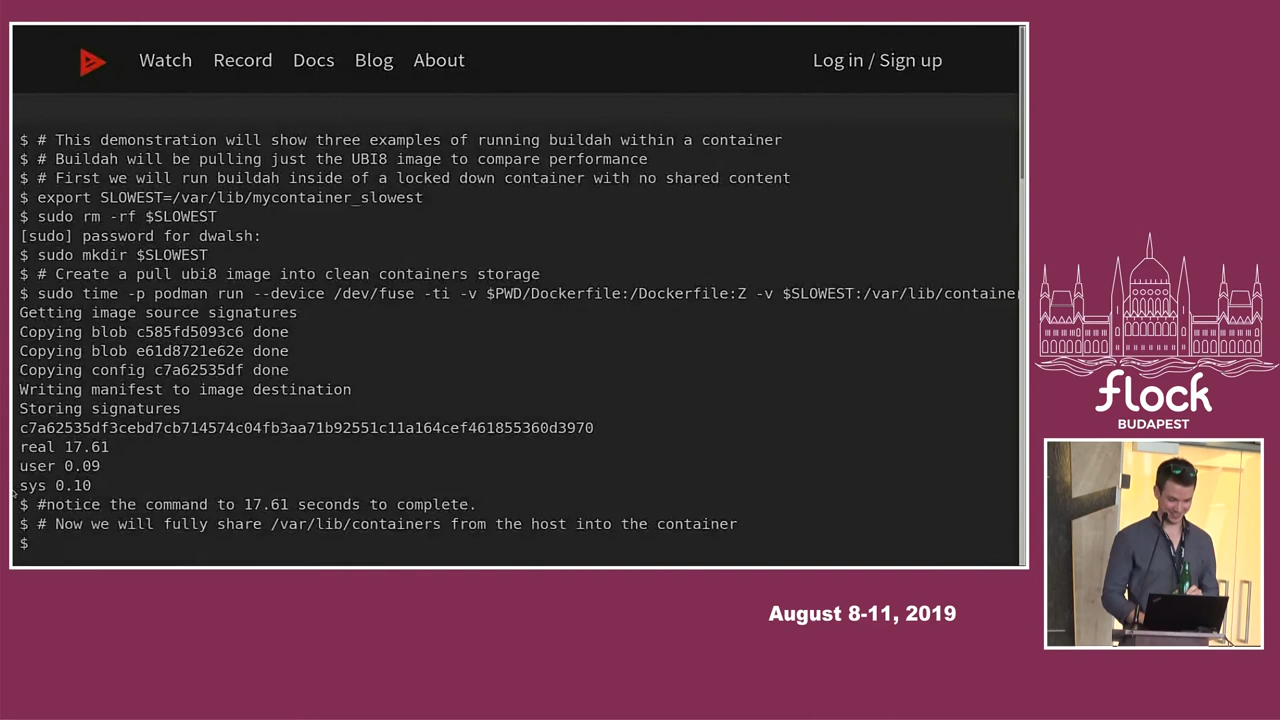 Watch Record Docs Blog About Log in / Sign up
$ # This demonstration will show three examples of running buildah within a container
$ # Buildah will be pulling just the UBI8 image to compare performance
$ # First we will run buildah inside of a locked down container with no shared content
$ export SLOWEST=/var/lib/mycontainer_slowest
$ sudo rm -rf $SLOWEST
[sudo] password for dwalsh:
$ sudo mkdir $SLOWEST
$ # Create a pull ubi8 image into clean containers storage
$ sudo time -p podman run --device /dev/fuse -ti -v $PWD/Dockerfile:/Dockerfile:Z -v $SLOWEST:/var/lib/container
Getting image source signatures
Copying blob c585fd5093c6 done
Copying blob e61d8721e62e done
Copying config c7a62535df done
Writing manifest to image destination
Storing signatures
c7a62535df3cebd7cb714574c04fb3aa71b92551c11a164cef461855360d3970
real 17.61
user 0.09
sys 0.10
$ #notice the command to 17.61 seconds to complete.
$ # Now we will fully share /var/lib/containers from the host into the container
$
flock
BUDAPEST
August 8-11, 2019